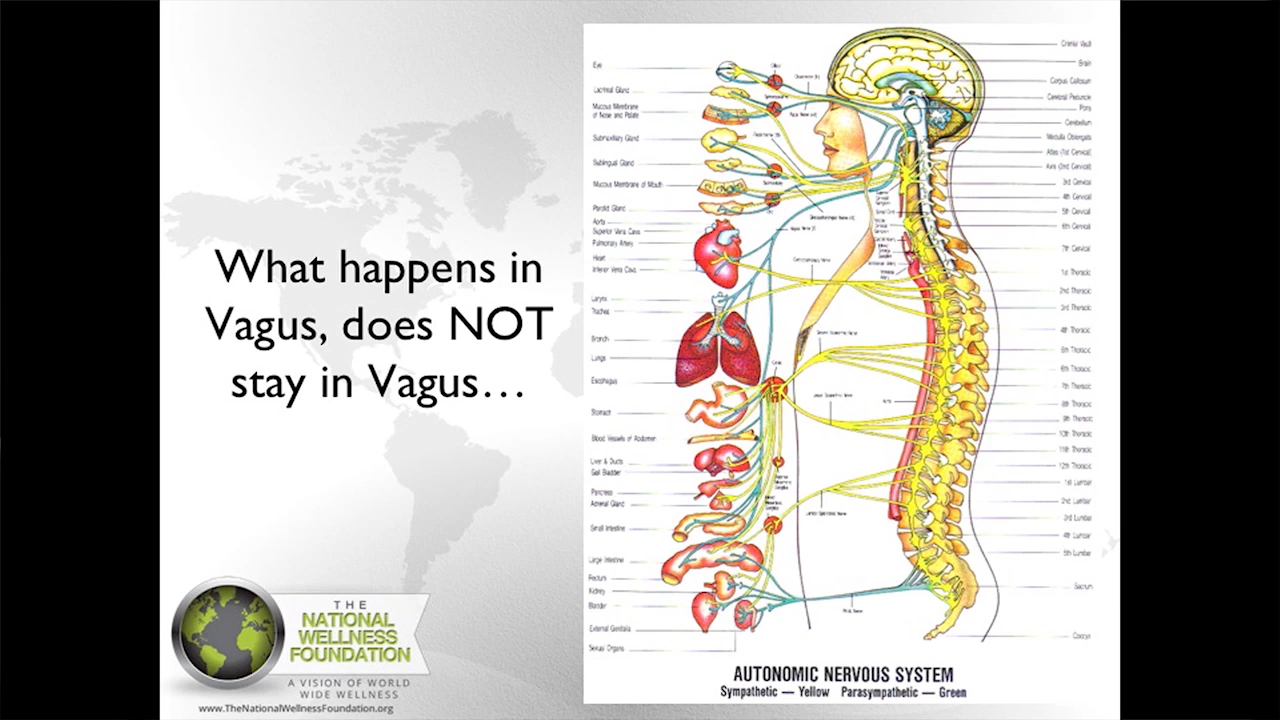 What happens in
Vagus, does NOT
stay in Vagus…
THE
NATIONAL
WELLNESS
FOUNDATION
A VISION OF WORLD
WIDE WELLNESS
www.TheNationalWellnessFoundation.org
Eye
Lacrimal Gland
Mucous Membrane
of Nose and Palate
Submaxillary Gland
Sublingual Gland
Mucous Membrane of Mouth
Parotid Gland
Aorta
Superior Vena Cava
Pulmonary Artery
Heart
Inferior Vena Cava
Larynx
Trachea
Bronchi
Lungs
Esophagus
Stomach
Blood Vessels of Abdomen
Liver & Ducts
Gall Bladder
Pancreas
Adrenal Gland
Small Intestine
Large Intestine
Rectum
Kidney
Bladder
External Genitalia
Sexual Organs
Cranial Vault
Brain
Corpus Callosum
Cerebral Peduncle
Pons
Cerebellum
Medulla Oblongata
Atlas (1st Cervical)
Axis (2nd Cervical)
3rd Cervical
4th Cervical
5th Cervical
6th Cervical
7th Cervical
1st Thoracic
2nd Thoracic
3rd Thoracic
4th Thoracic
6th Thoracic
7th Thoracic
8th Thoracic
9th Thoracic
10th Thoracic
11th Thoracic
12th Thoracic
1st Lumbar
2nd Lumbar
3rd Lumbar
4th Lumbar
5th Lumbar
Sacrum
Coccyx
AUTONOMIC NERVOUS SYSTEM
Sympathetic — Yellow Parasympathetic — Green